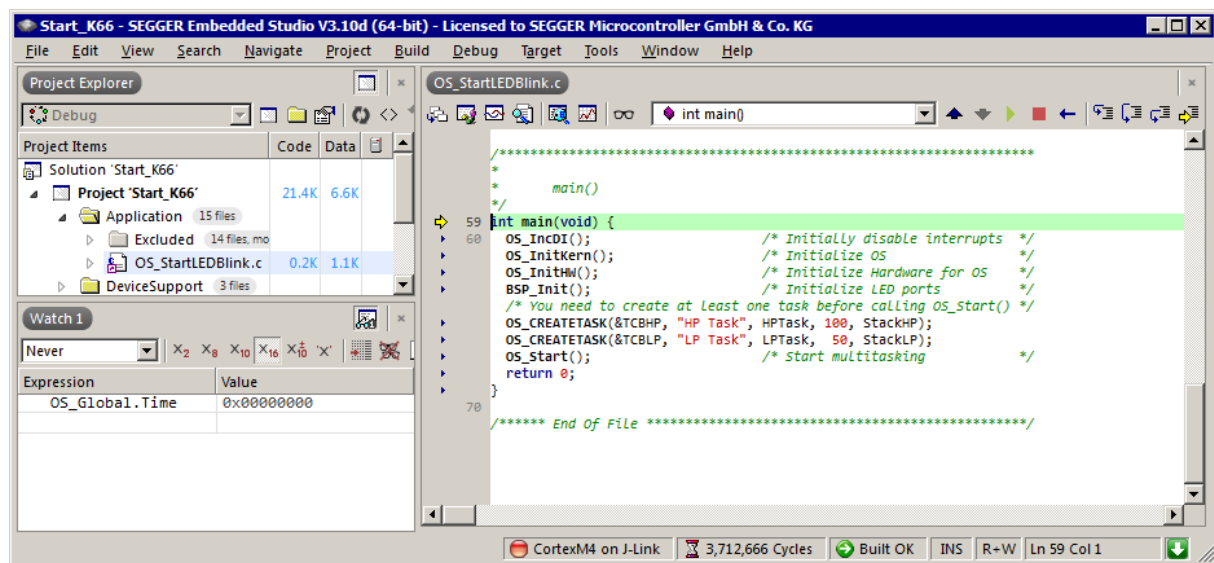 Start_K66 - SEGGER Embedded Studio V3.10d (64-bit) - Licensed to SEGGER Microcontroller GmbH & Co. KG
File Edit View Search Navigate Project Build Debug Target Tools Window Help
Project Explorer
Debug
Project Items Code Data
Solution 'Start_K66'
Project 'Start_K66' 21.4K 6.6K
Application 15 files
Excluded 14 files, mo
OS_StartLEDBlink.c 0.2K 1.1K
DeviceSupport 3 files
Watch 1
Never x2 x8 x10 x16 x±10 'x'
Expression Value
OS_Global.Time 0x00000000
OS_StartLEDBlink.c
int main()
/*********************************************************************
*
*       main()
*/
59 int main(void) {
60   OS_IncDI();                      /* Initially disable interrupts  */
  OS_InitKern();                   /* Initialize OS                 */
  OS_InitHW();                     /* Initialize Hardware for OS    */
  BSP_Init();                      /* Initialize LED ports          */
  /* You need to create at least one task before calling OS_Start() */
  OS_CREATETASK(&TCBHP, "HP Task", HPTask, 100, StackHP);
  OS_CREATETASK(&TCBLP, "LP Task", LPTask,  50, StackLP);
  OS_Start();                      /* Start multitasking            */
  return 0;
}
70
/****** End Of File *************************************************/
CortexM4 on J-Link 3,712,666 Cycles Built OK INS R+W Ln 59 Col 1